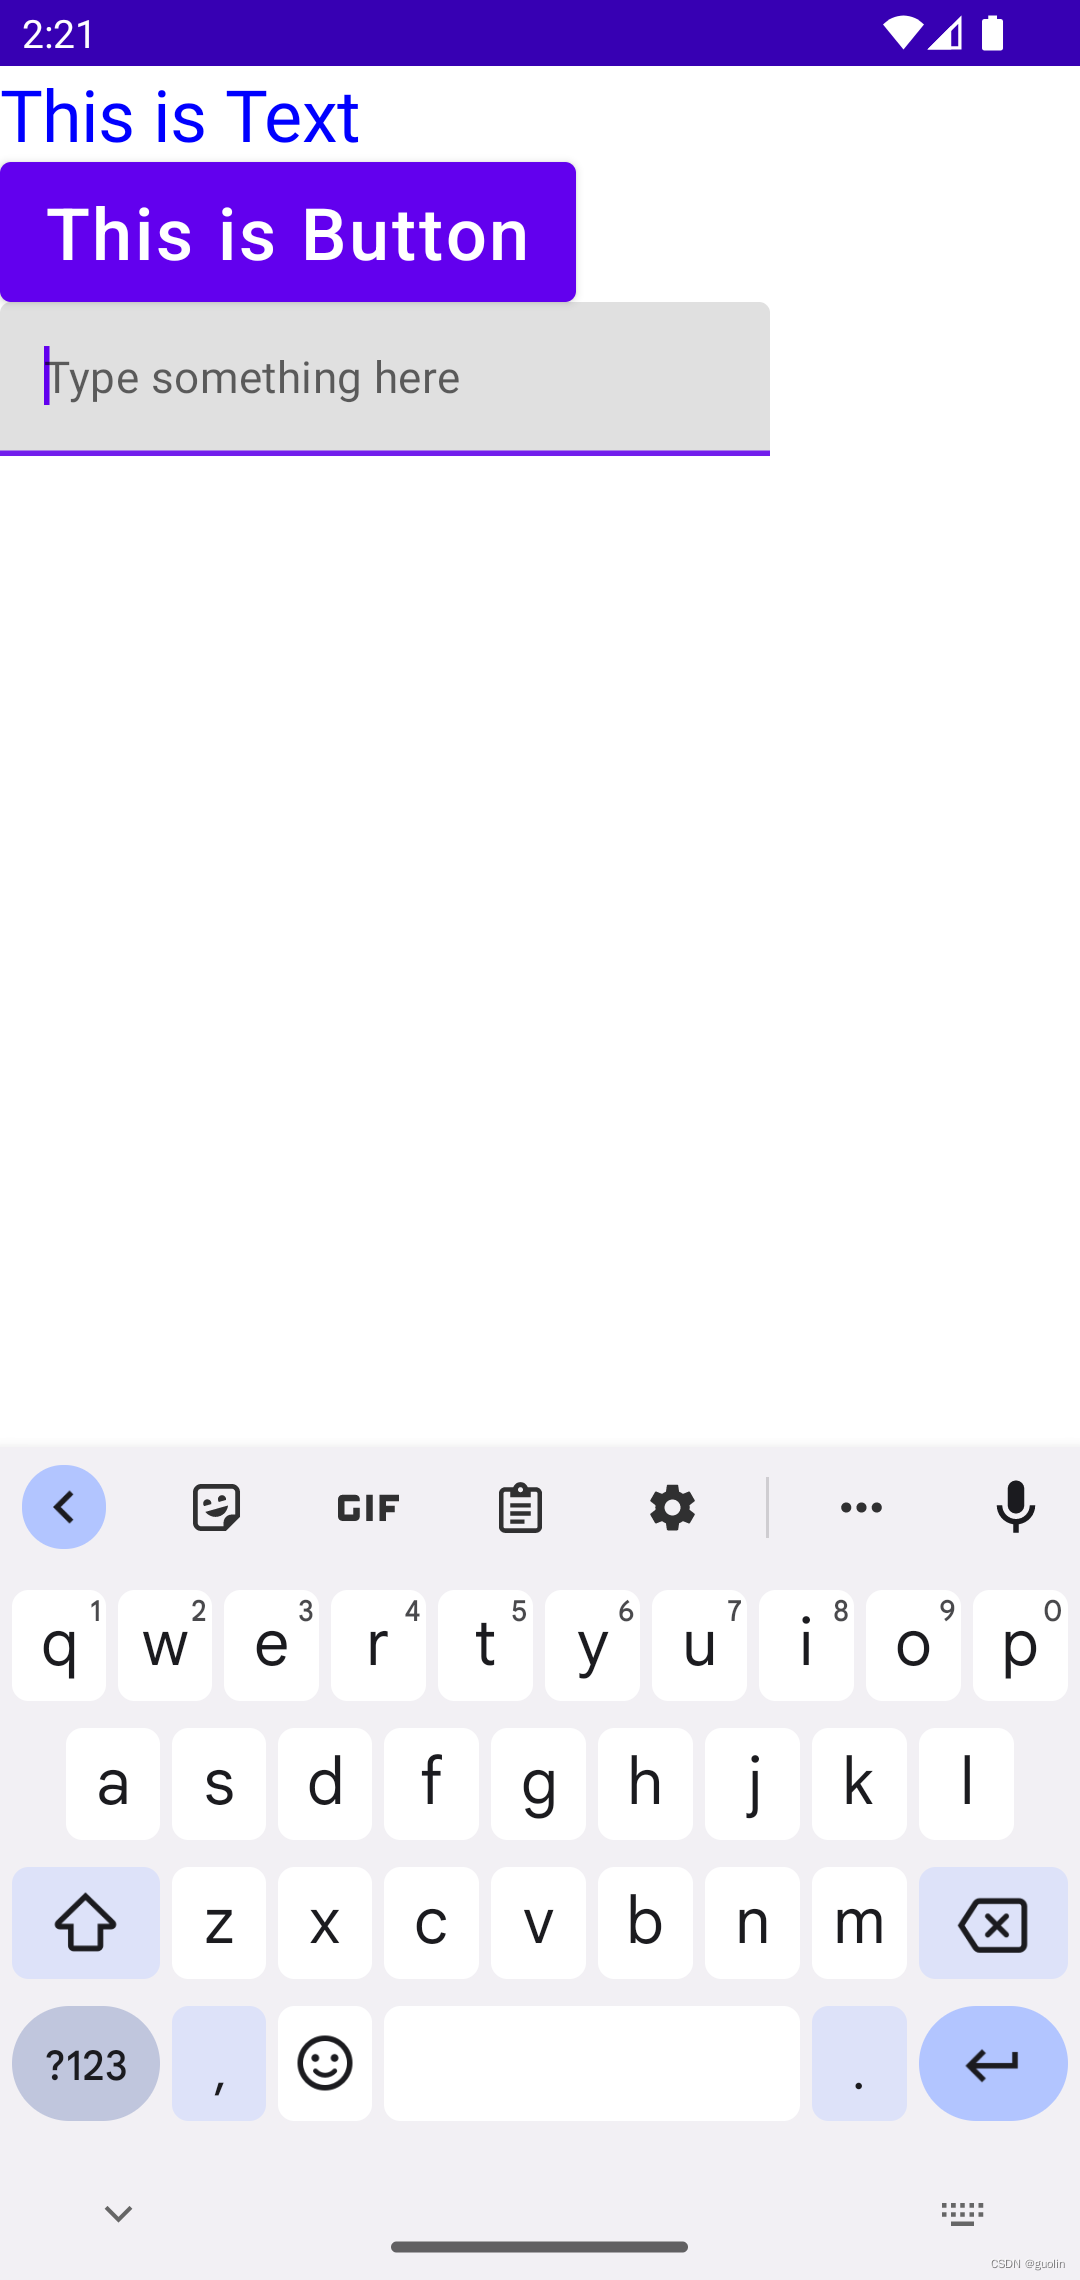 2:21
This is Text
This is Button
Type something here
GIF
q 1 w 2 e 3 r 4 t 5 y 6 u 7 i 8 o 9 p 0
a s d f g h j k l
z x c v b n m
?123 , .
CSDN @guolin